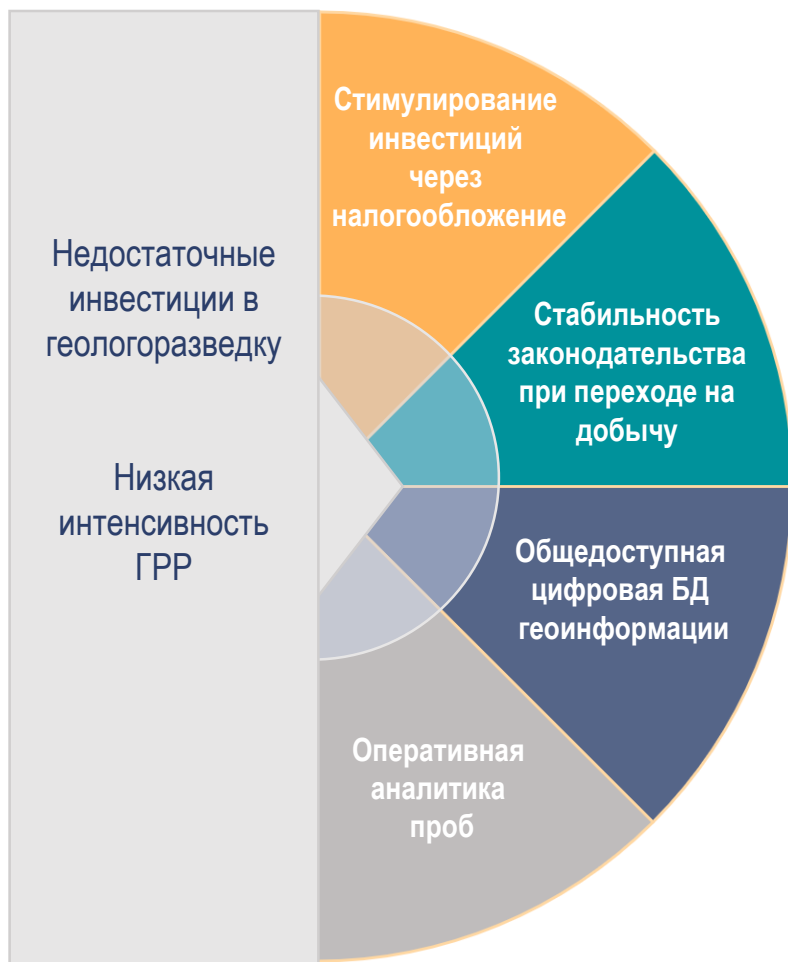 Недостаточные
инвестиции в
геологоразведку
Низкая
интенсивность
ГРР
Стимулирование
инвестиций
через
налогообложение
Стабильность
законодательства
при переходе на
добычу
Общедоступная
цифровая БД
геоинформации
Оперативная
аналитика
проб